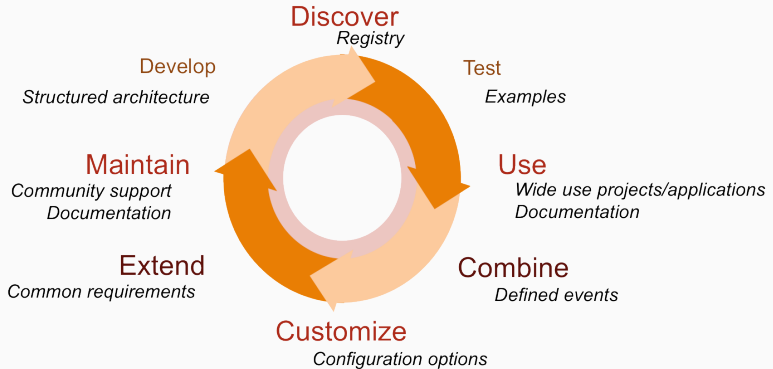 Discover
Registry
Develop
Structured architecture
Test
Examples
Maintain
Community support
Documentation
Use
Wide use projects/applications
Documentation
Extend
Common requirements
Combine
Defined events
Customize
Configuration options